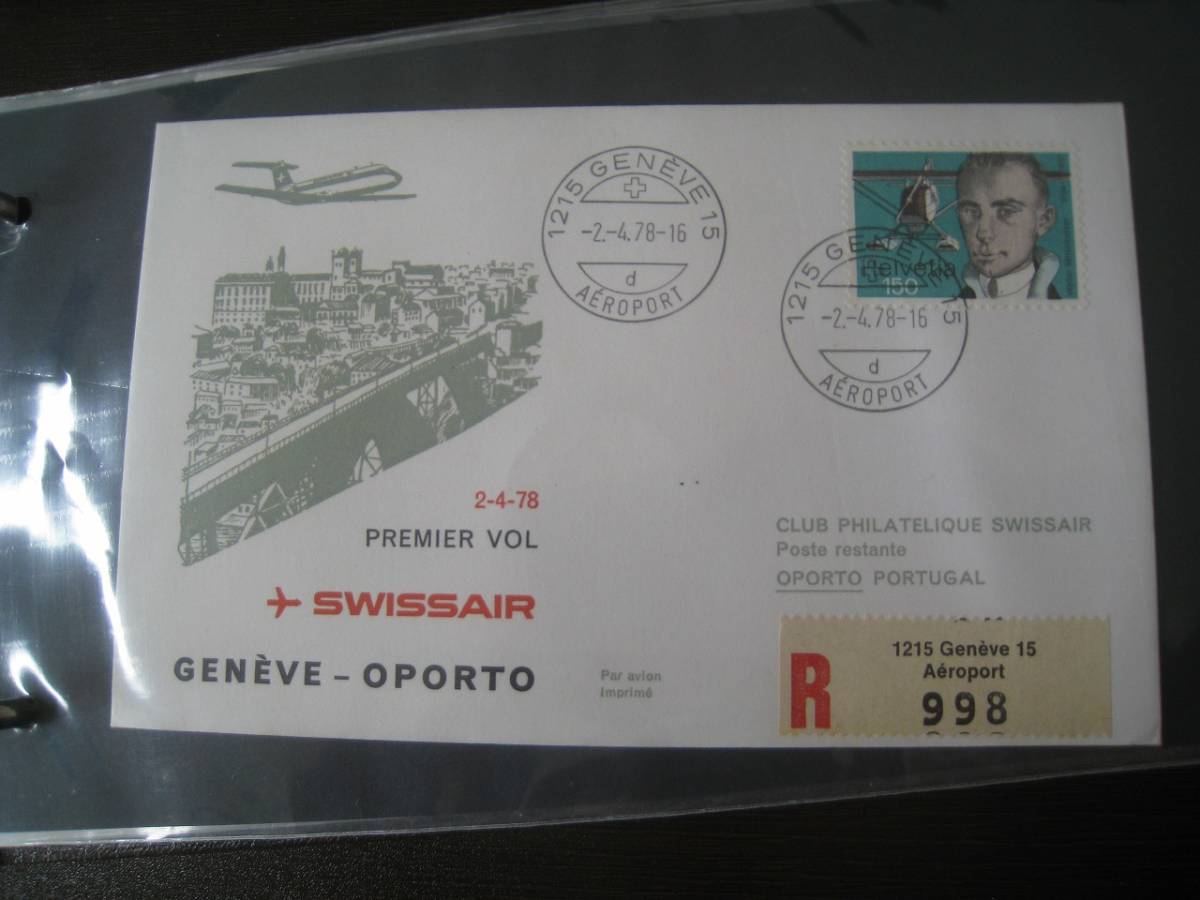 1215 GENÈVE 15
-2.-4.78-16
d
AÉROPORT
Helvetia
150
1215 GENÈVE 15
-2.-4.78-16
d
AÉROPORT
2-4-78
PREMIER VOL
SWISSAIR
GENÈVE - OPORTO
Par avion
Imprimé
CLUB PHILATELIQUE SWISSAIR
Poste restante
OPORTO PORTUGAL
R
1215 Genève 15
Aéroport
998